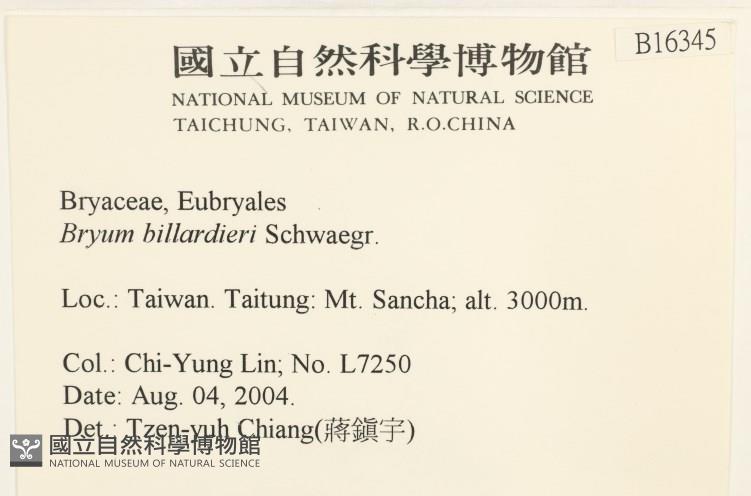 B16345
國立自然科學博物館
NATIONAL MUSEUM OF NATURAL SCIENCE
TAICHUNG, TAIWAN, R.O.CHINA
Bryaceae, Eubryales
Bryum billardieri Schwaegr.
Loc.: Taiwan. Taitung: Mt. Sancha; alt. 3000m.
Col.: Chi-Yung Lin; No. L7250
Date: Aug. 04, 2004.
Det.: Tzen-yuh Chiang(蔣鎭宇)
國立自然科學博物館
NATIONAL MUSEUM OF NATURAL SCIENCE